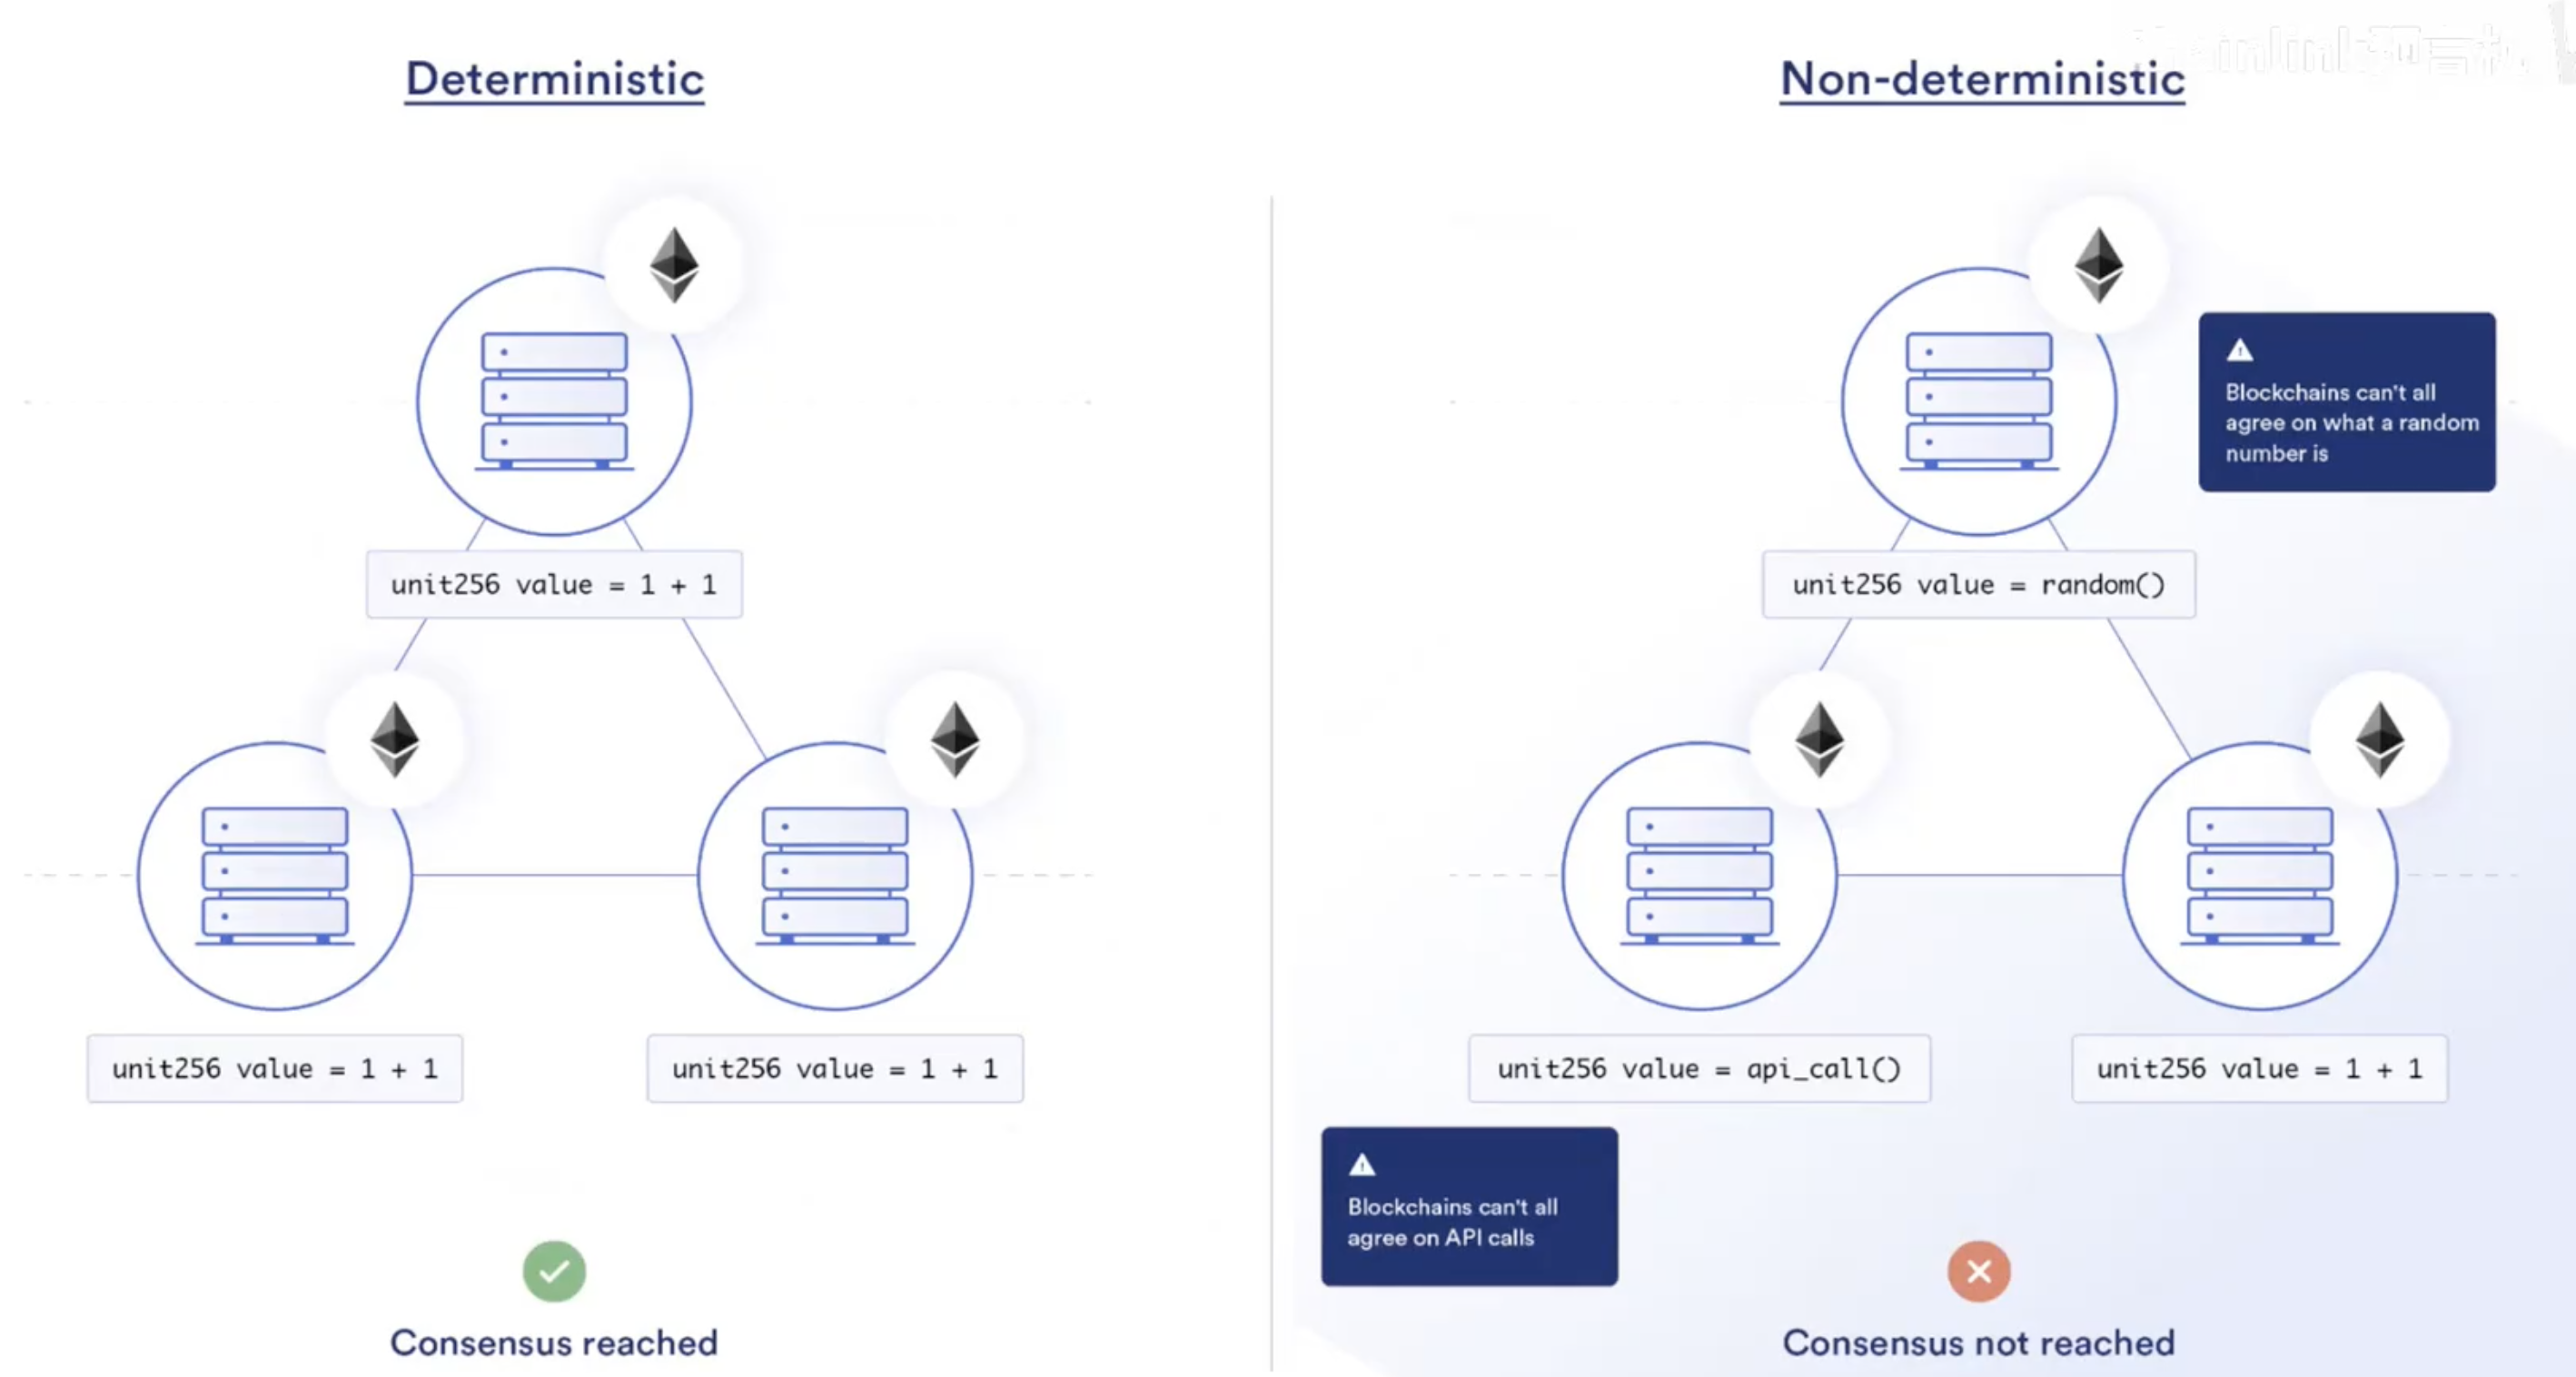 Deterministic
unit256 value = 1 + 1
unit256 value = 1 + 1
unit256 value = 1 + 1
Consensus reached
Non-deterministic
Blockchains can't all
agree on what a random
number is
unit256 value = random()
unit256 value = api_call()
unit256 value = 1 + 1
Blockchains can't all
agree on API calls
Consensus not reached